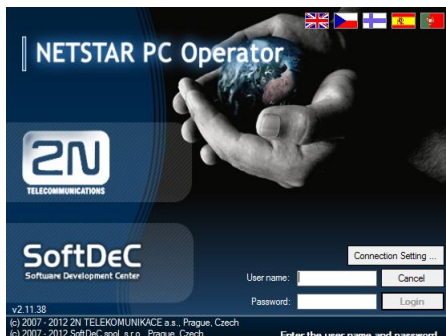 NETSTAR PC Operator
2N
TELECOMMUNICATIONS
SoftDeC
Software Development Center
Connection Setting ...
User name:
Cancel
Password:
Login
v2.11.38
(c) 2007 - 2012 2N TELEKOMUNIKACE a.s., Prague, Czech
(c) 2007 - 2012 SoftDeC spol. s r.o., Prague, Czech
Enter the user name and password